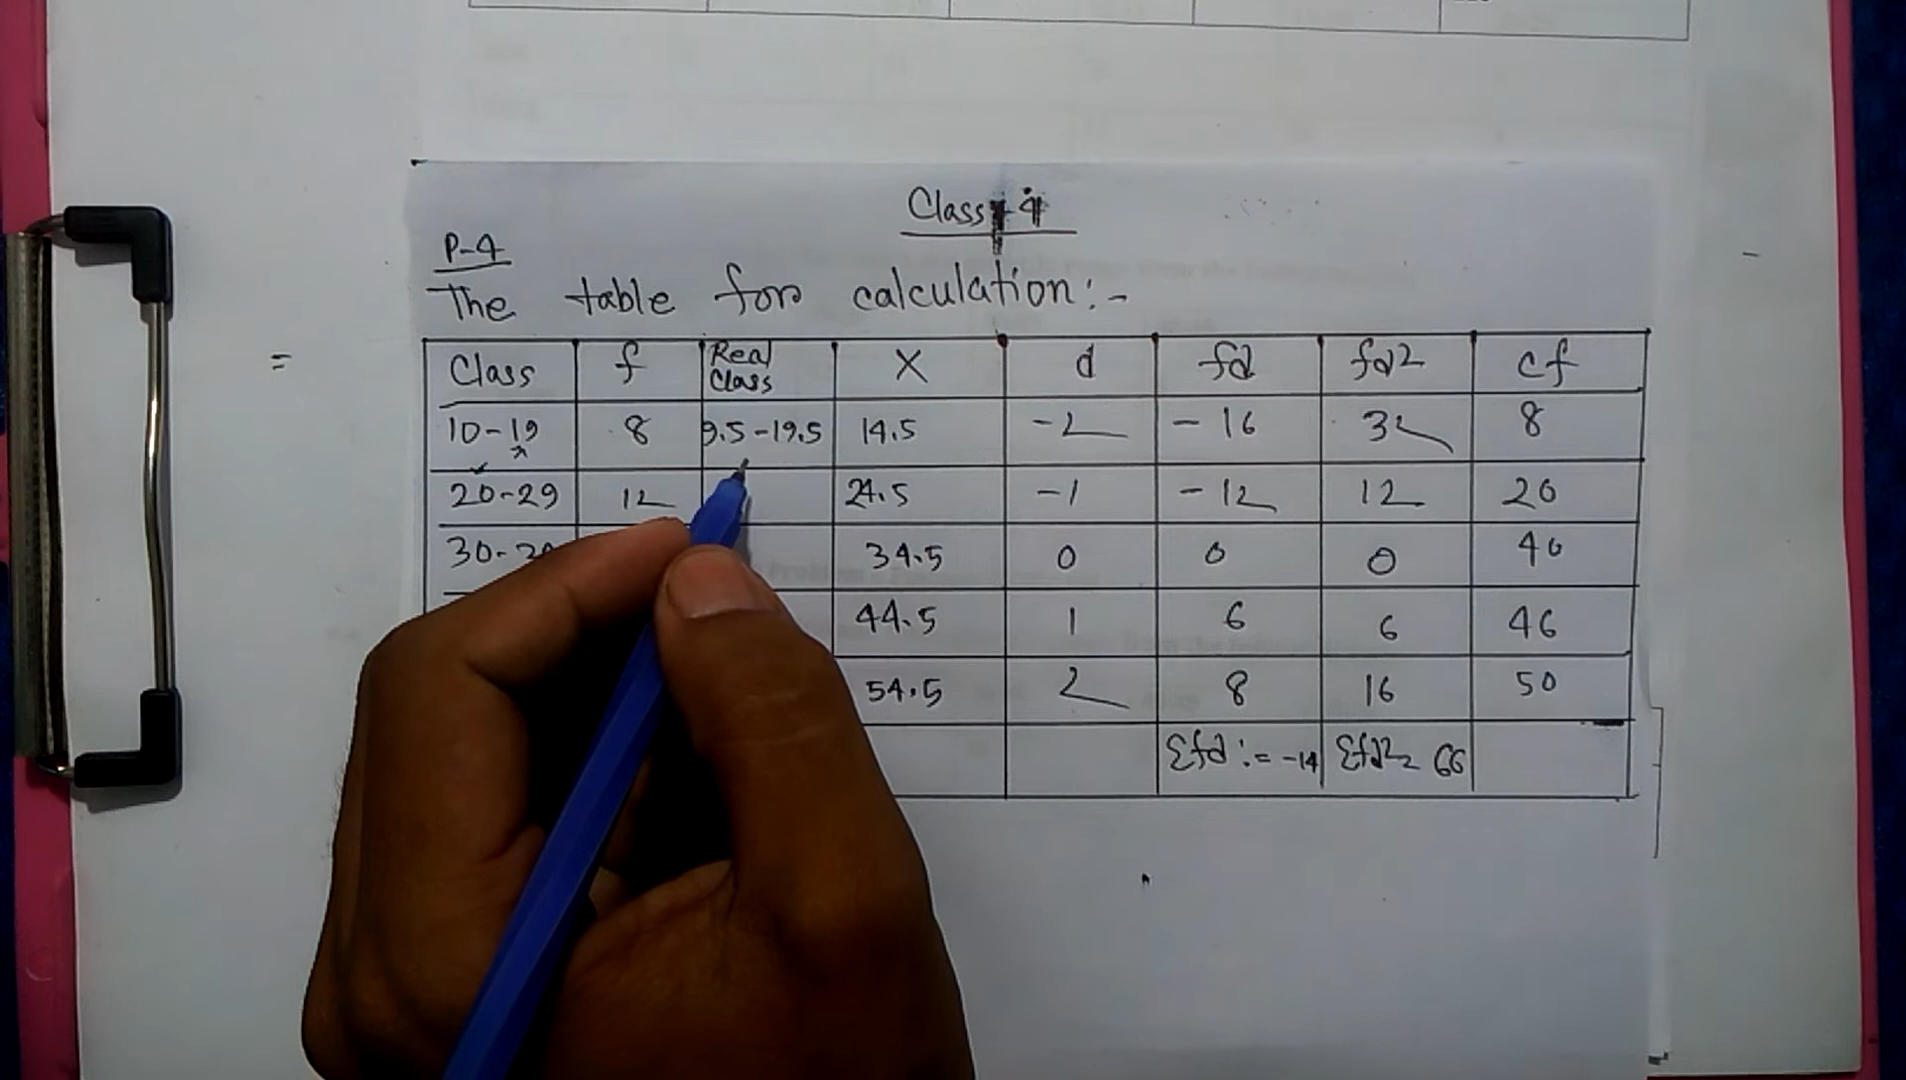 Class-4
P-4
The table for calculation:-
Class f Real Class X d fd fd2 cf
10-19 8 9.5-19.5 14.5 -2 -16 32 8
20-29 12 24.5 -1 -12 12 20
30- 34.5 0 0 0 40
44.5 1 6 6 46
54.5 2 8 16 50
Σfd := -14 Σfd2= 66